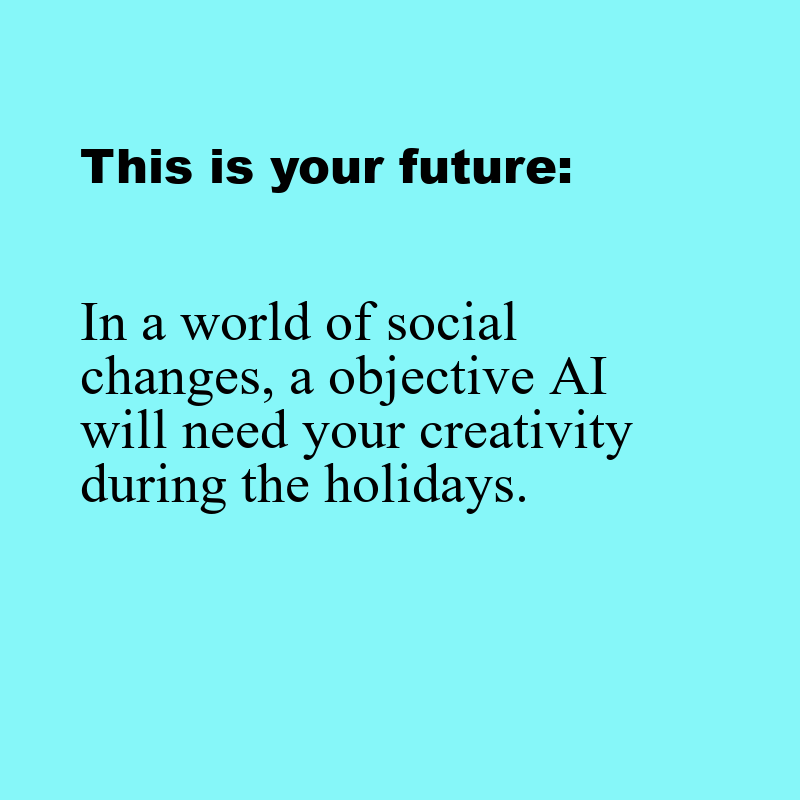 This is your future:
In a world of social
changes, a objective AI
will need your creativity
during the holidays.